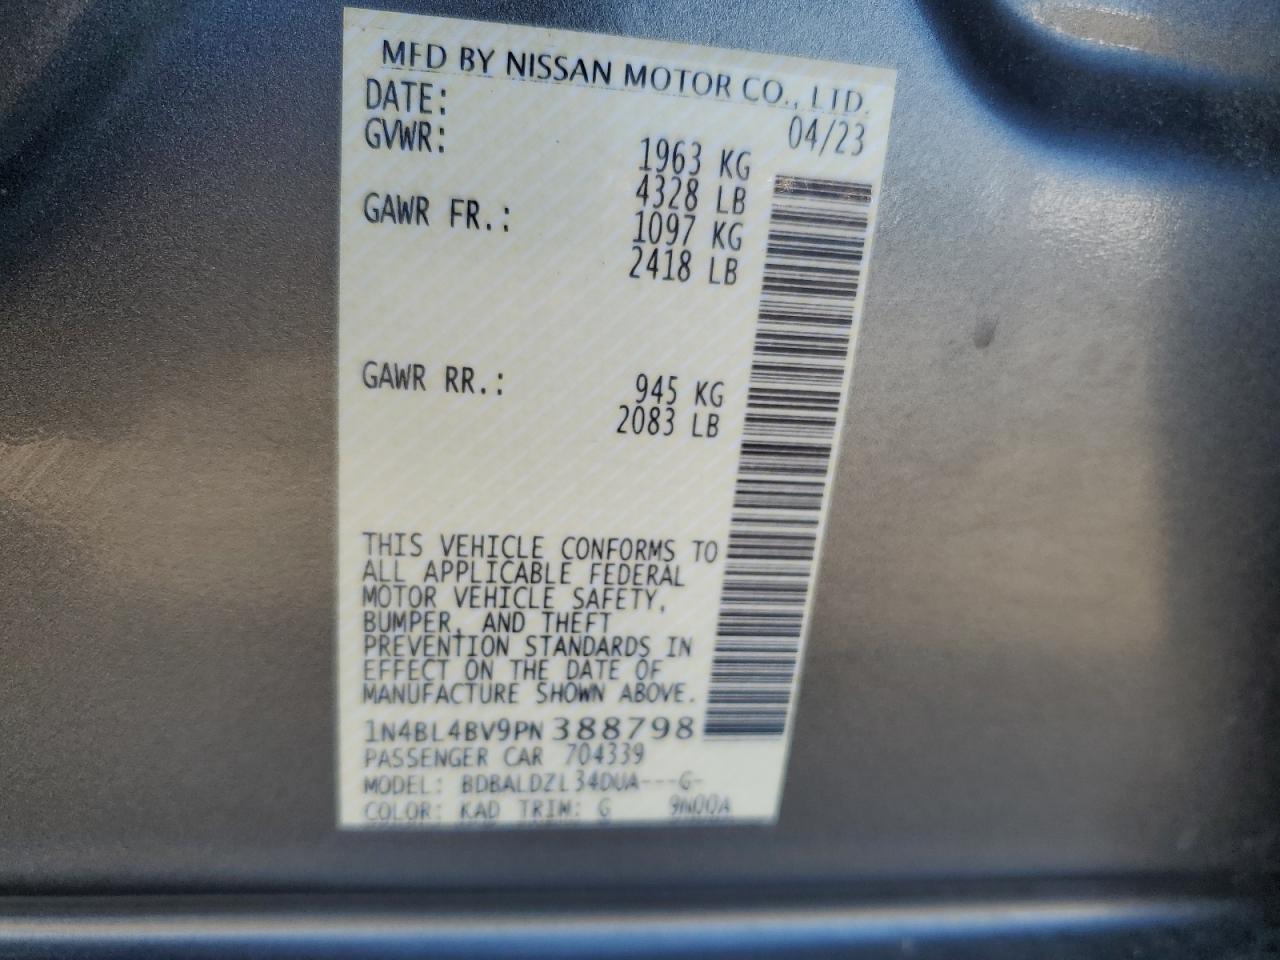 MFD BY NISSAN MOTOR CO., LTD.
DATE: 04/23
GVWR: 1963 KG
4328 LB
GAWR FR.: 1097 KG
2418 LB
GAWR RR.: 945 KG
2083 LB
THIS VEHICLE CONFORMS TO
ALL APPLICABLE FEDERAL
MOTOR VEHICLE SAFETY,
BUMPER, AND THEFT
PREVENTION STANDARDS IN
EFFECT ON THE DATE OF
MANUFACTURE SHOWN ABOVE.
1N4BL4BV9PN388798
PASSENGER CAR 704339
MODEL: BDBALDZL34DUA---G-
COLOR: KAD TRIM: G